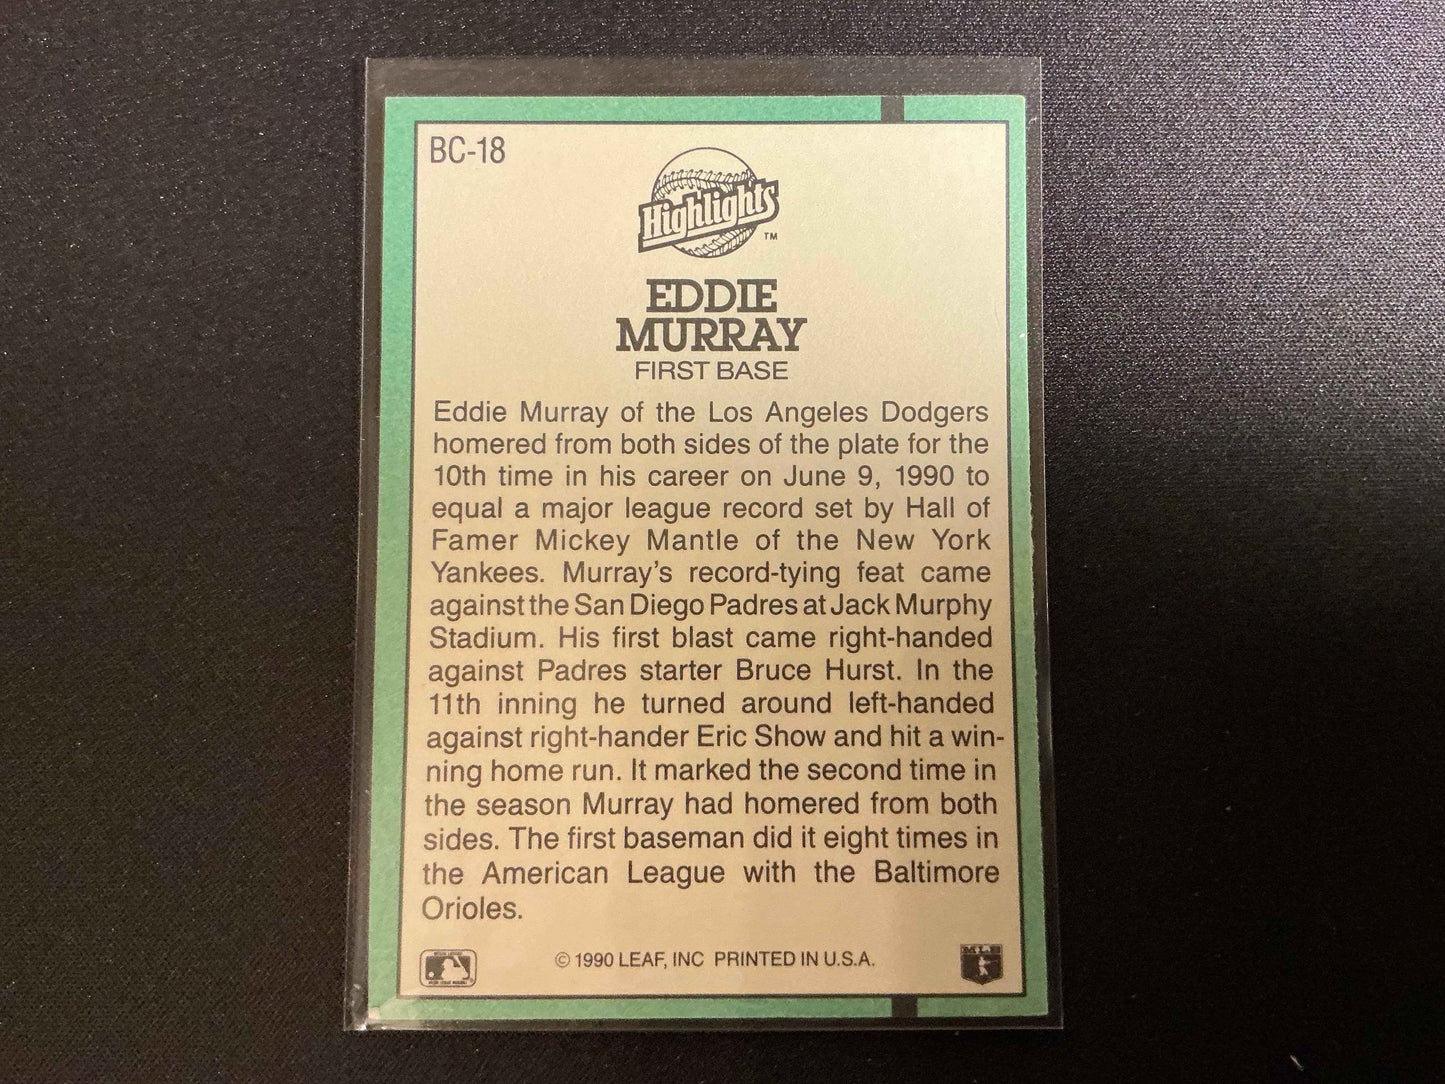 BC-18
Highlights
TM
EDDIE
MURRAY
FIRST BASE
Eddie Murray of the Los Angeles Dodgers
homered from both sides of the plate for the
10th time in his career on June 9, 1990 to
equal a major league record set by Hall of
Famer Mickey Mantle of the New York
Yankees. Murray's record-tying feat came
against the San Diego Padres at Jack Murphy
Stadium. His first blast came right-handed
against Padres starter Bruce Hurst. In the
11th inning he turned around left-handed
against right-hander Eric Show and hit a win-
ning home run. It marked the second time in
the season Murray had homered from both
sides. The first baseman did it eight times in
the American League with the Baltimore
Orioles.
© 1990 LEAF, INC PRINTED IN U.S.A.